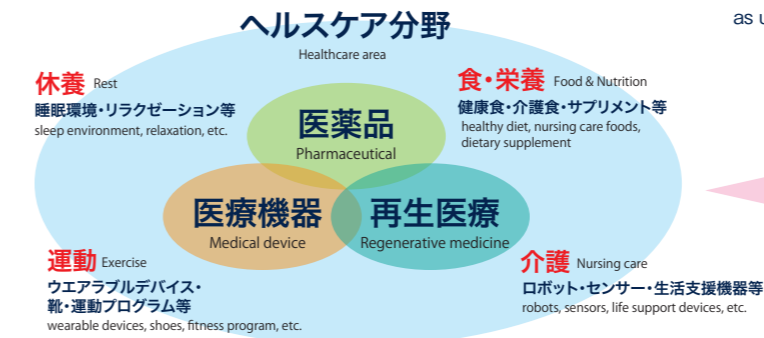 ヘルスケア分野
Healthcare area
as u
休養 Rest
睡眠環境・リラクゼーション等
sleep environment, relaxation, etc.
食・栄養 Food & Nutrition
健康食・介護食・サプリメント等
healthy diet, nursing care foods,
dietary supplement
医薬品
Pharmaceutical
医療機器
Medical device
再生医療
Regenerative medicine
運動 Exercise
ウエアラブルデバイス・
靴・運動プログラム等
wearable devices, shoes, fitness program, etc.
介護 Nursing care
ロボット・センサー・生活支援機器等
robots, sensors, life support devices, etc.